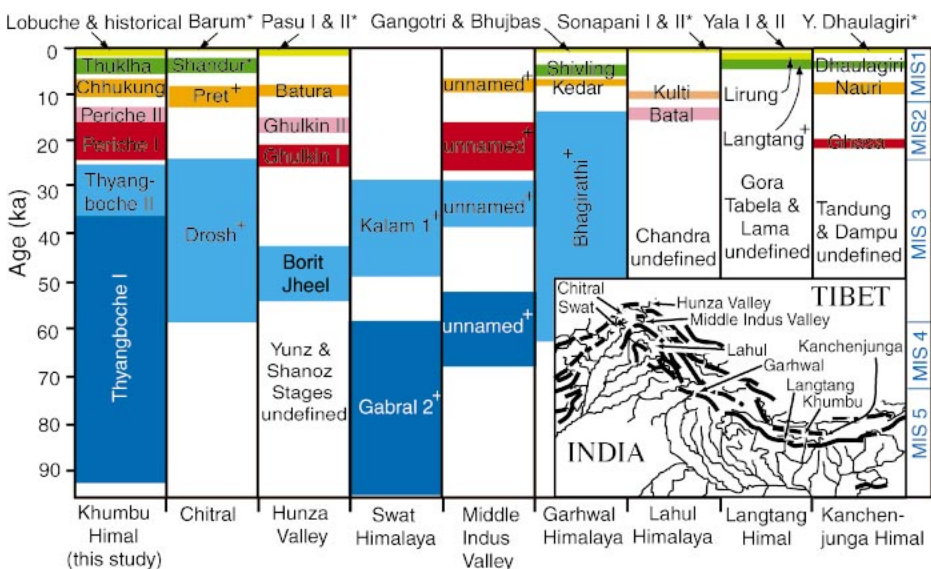 Lobuche & historical
Barum*
Pasu I & II*
Gangotri & Bhujbas
Sonapani I & II*
Yala I & II
Y. Dhaulagiri*
Age (ka)
0
10
20
30
40
50
60
70
80
90
Thuklha
Chhukung
Periche II
Periche I
Thyang-
boche II
Thyangboche I
Shandur*
Pret+
Drosh+
Batura
Ghulkin II
Ghulkin I
Borit
Jheel
Yunz &
Shanoz
Stages
undefined
Kalam 1+
Gabral 2+
unnamed+
unnamed+
unnamed+
unnamed+
Shivling
Kedar
Bhagirathi+
Kulti
Batal
Chandra
undefined
Lirung
Langtang+
Gora
Tabela &
Lama
undefined
Dhaulagiri
Nauri
Ghaza
Tandung
& Dampu
undefined
MIS1
MIS2
MIS 3
MIS 4
MIS 5
Chitral
Swat
Hunza Valley
TIBET
Middle Indus Valley
Lahul
Kanchenjunga
Garhwal
Langtang
Khumbu
INDIA
Khumbu
Himal
(this study)
Chitral
Hunza
Valley
Swat
Himalaya
Middle
Indus
Valley
Garhwal
Himalaya
Lahul
Himalaya
Langtang
Himal
Kanchen-
junga Himal